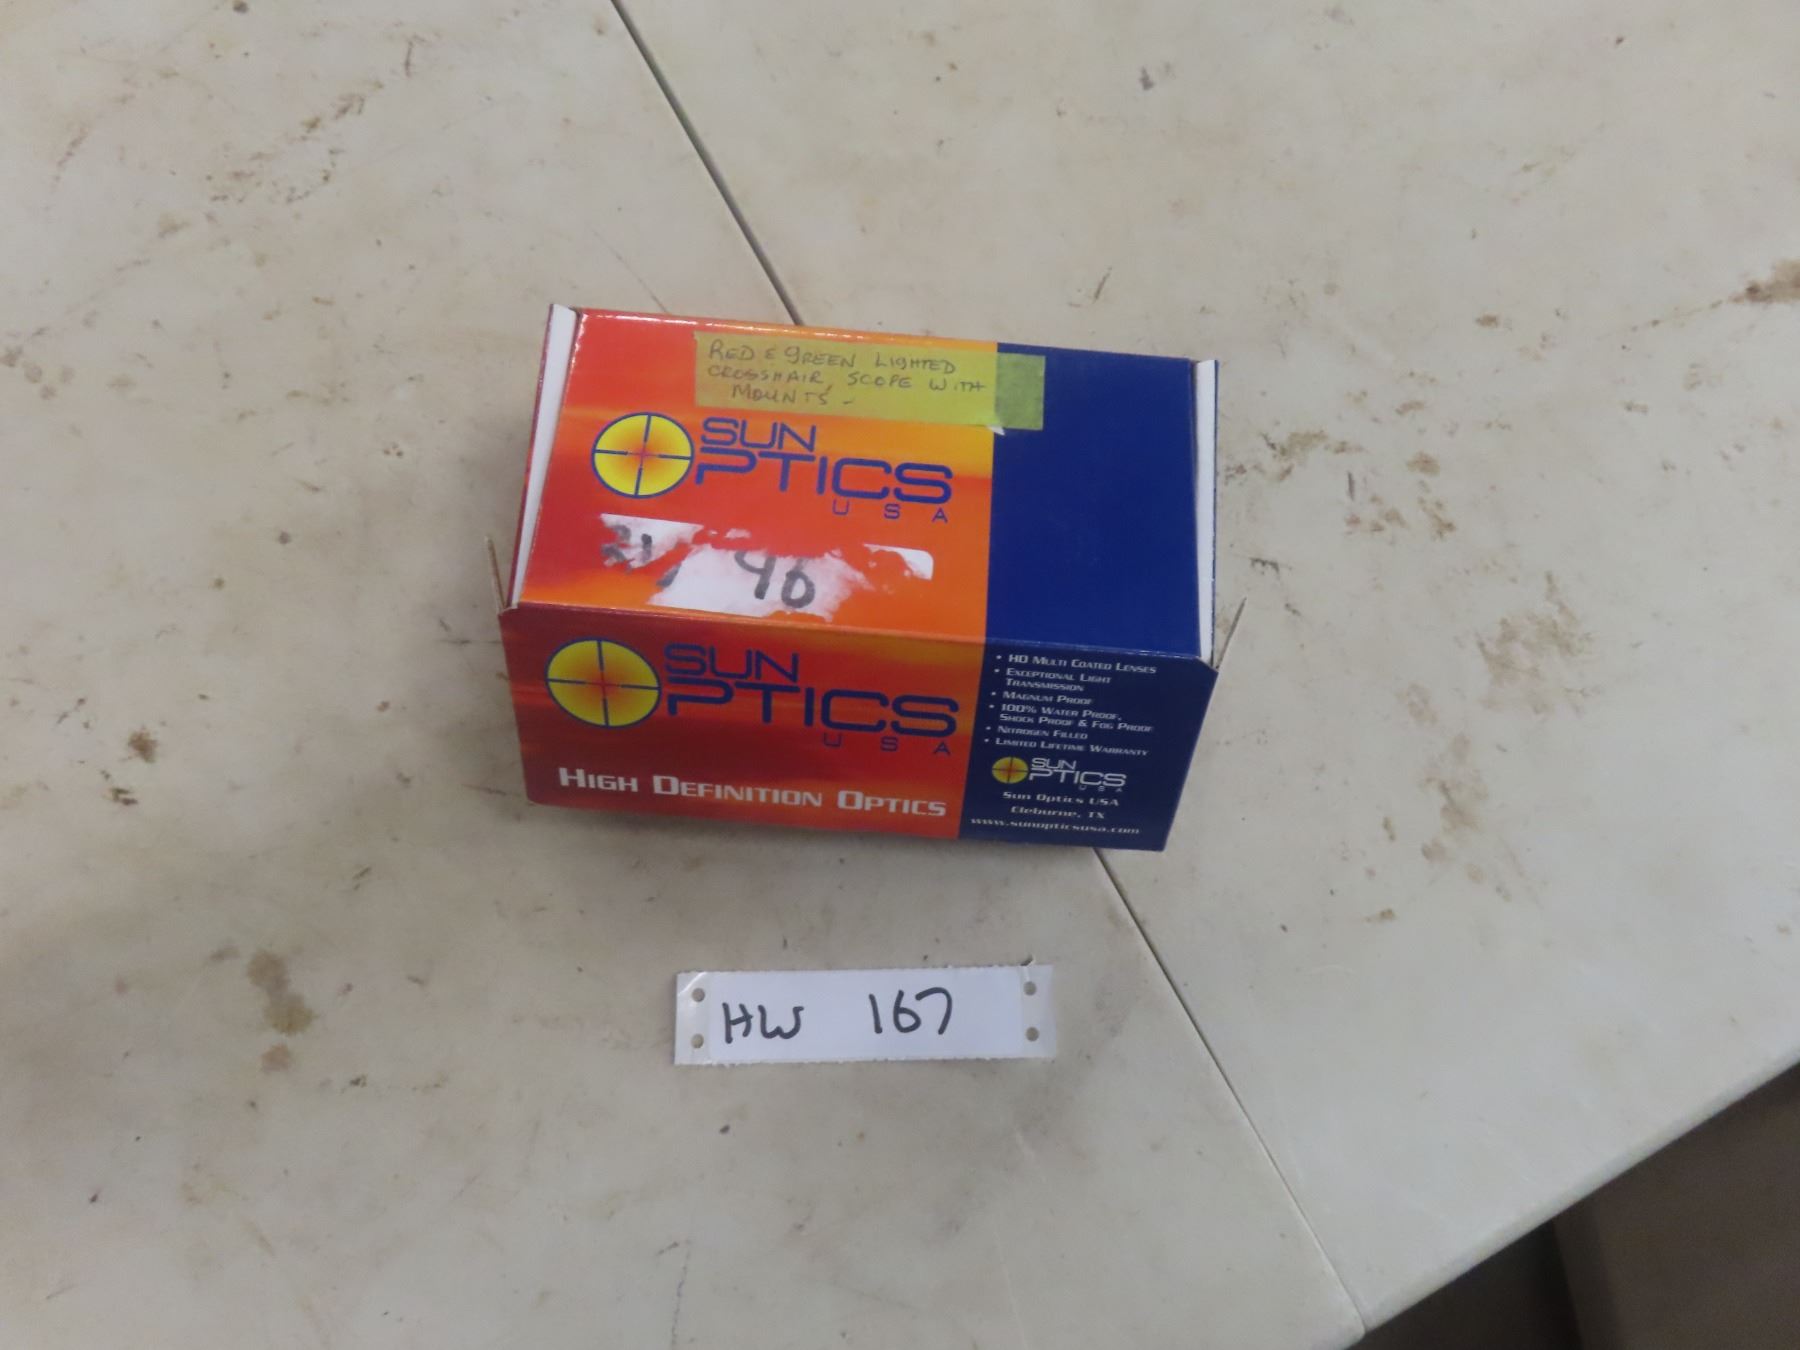 RED & GREEN LIGHTED
CROSSHAIR, SCOPE WITH
MOUNTS -
SUN
OPTICS
USA
96
SUN
OPTICS
USA
HIGH DEFINITION OPTICS
• HD MULTI COATED LENSES
• EXCEPTIONAL LIGHT
TRANSMISSION
• MAGNUM PROOF
• 100% WATER PROOF,
SHOCK PROOF & FOG PROOF
• NITROGEN FILLED
• LIMITED LIFETIME WARRANTY
SUN
OPTICS
USA
Sun Optics USA
Cleburne, TX
www.sunopticsusa.com
HW 167